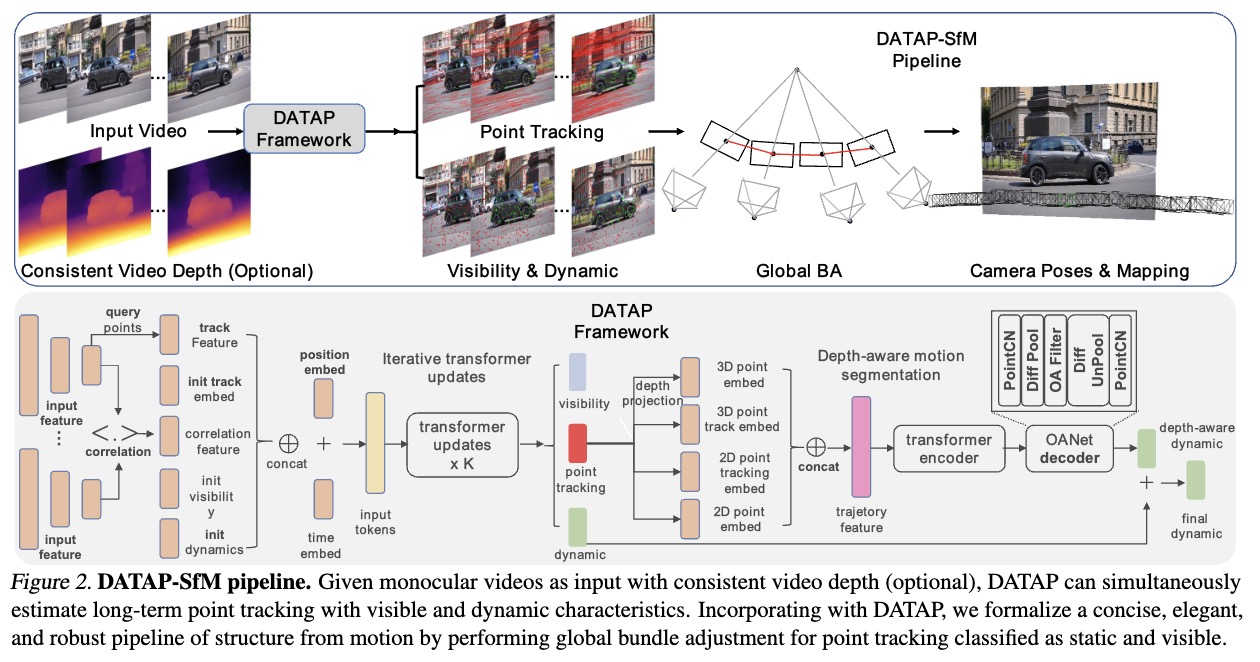 DATAP-SfM
Pipeline
Input Video
DATAP
Framework
Point Tracking
Consistent Video Depth (Optional)
Visibility & Dynamic
Global BA
Camera Poses & Mapping
DATAP
Framework
query
points
input
feature
input
feature
< . >
correlation
track
Feature
init track
embed
correlation
feature
init
visibilit
y
init
dynamics
concat
position
embed
+
time
embed
Iterative transformer
updates
input
tokens
transformer
updates
x K
visibility
point
tracking
dynamic
depth
projection
3D point
embed
3D point
track embed
2D point
tracking
embed
2D point
embed
concat
Depth-aware motion
segmentation
trajetory
feature
transformer
encoder
OANet
decoder
PointCN
Diff Pool
OA Filter
Diff
UnPool
PointCN
depth-aware
dynamic
+
final
dynamic
Figure 2. DATAP-SfM pipeline. Given monocular videos as input with consistent video depth (optional), DATAP can simultaneously
estimate long-term point tracking with visible and dynamic characteristics. Incorporating with DATAP, we formalize a concise, elegant,
and robust pipeline of structure from motion by performing global bundle adjustment for point tracking classified as static and visible.